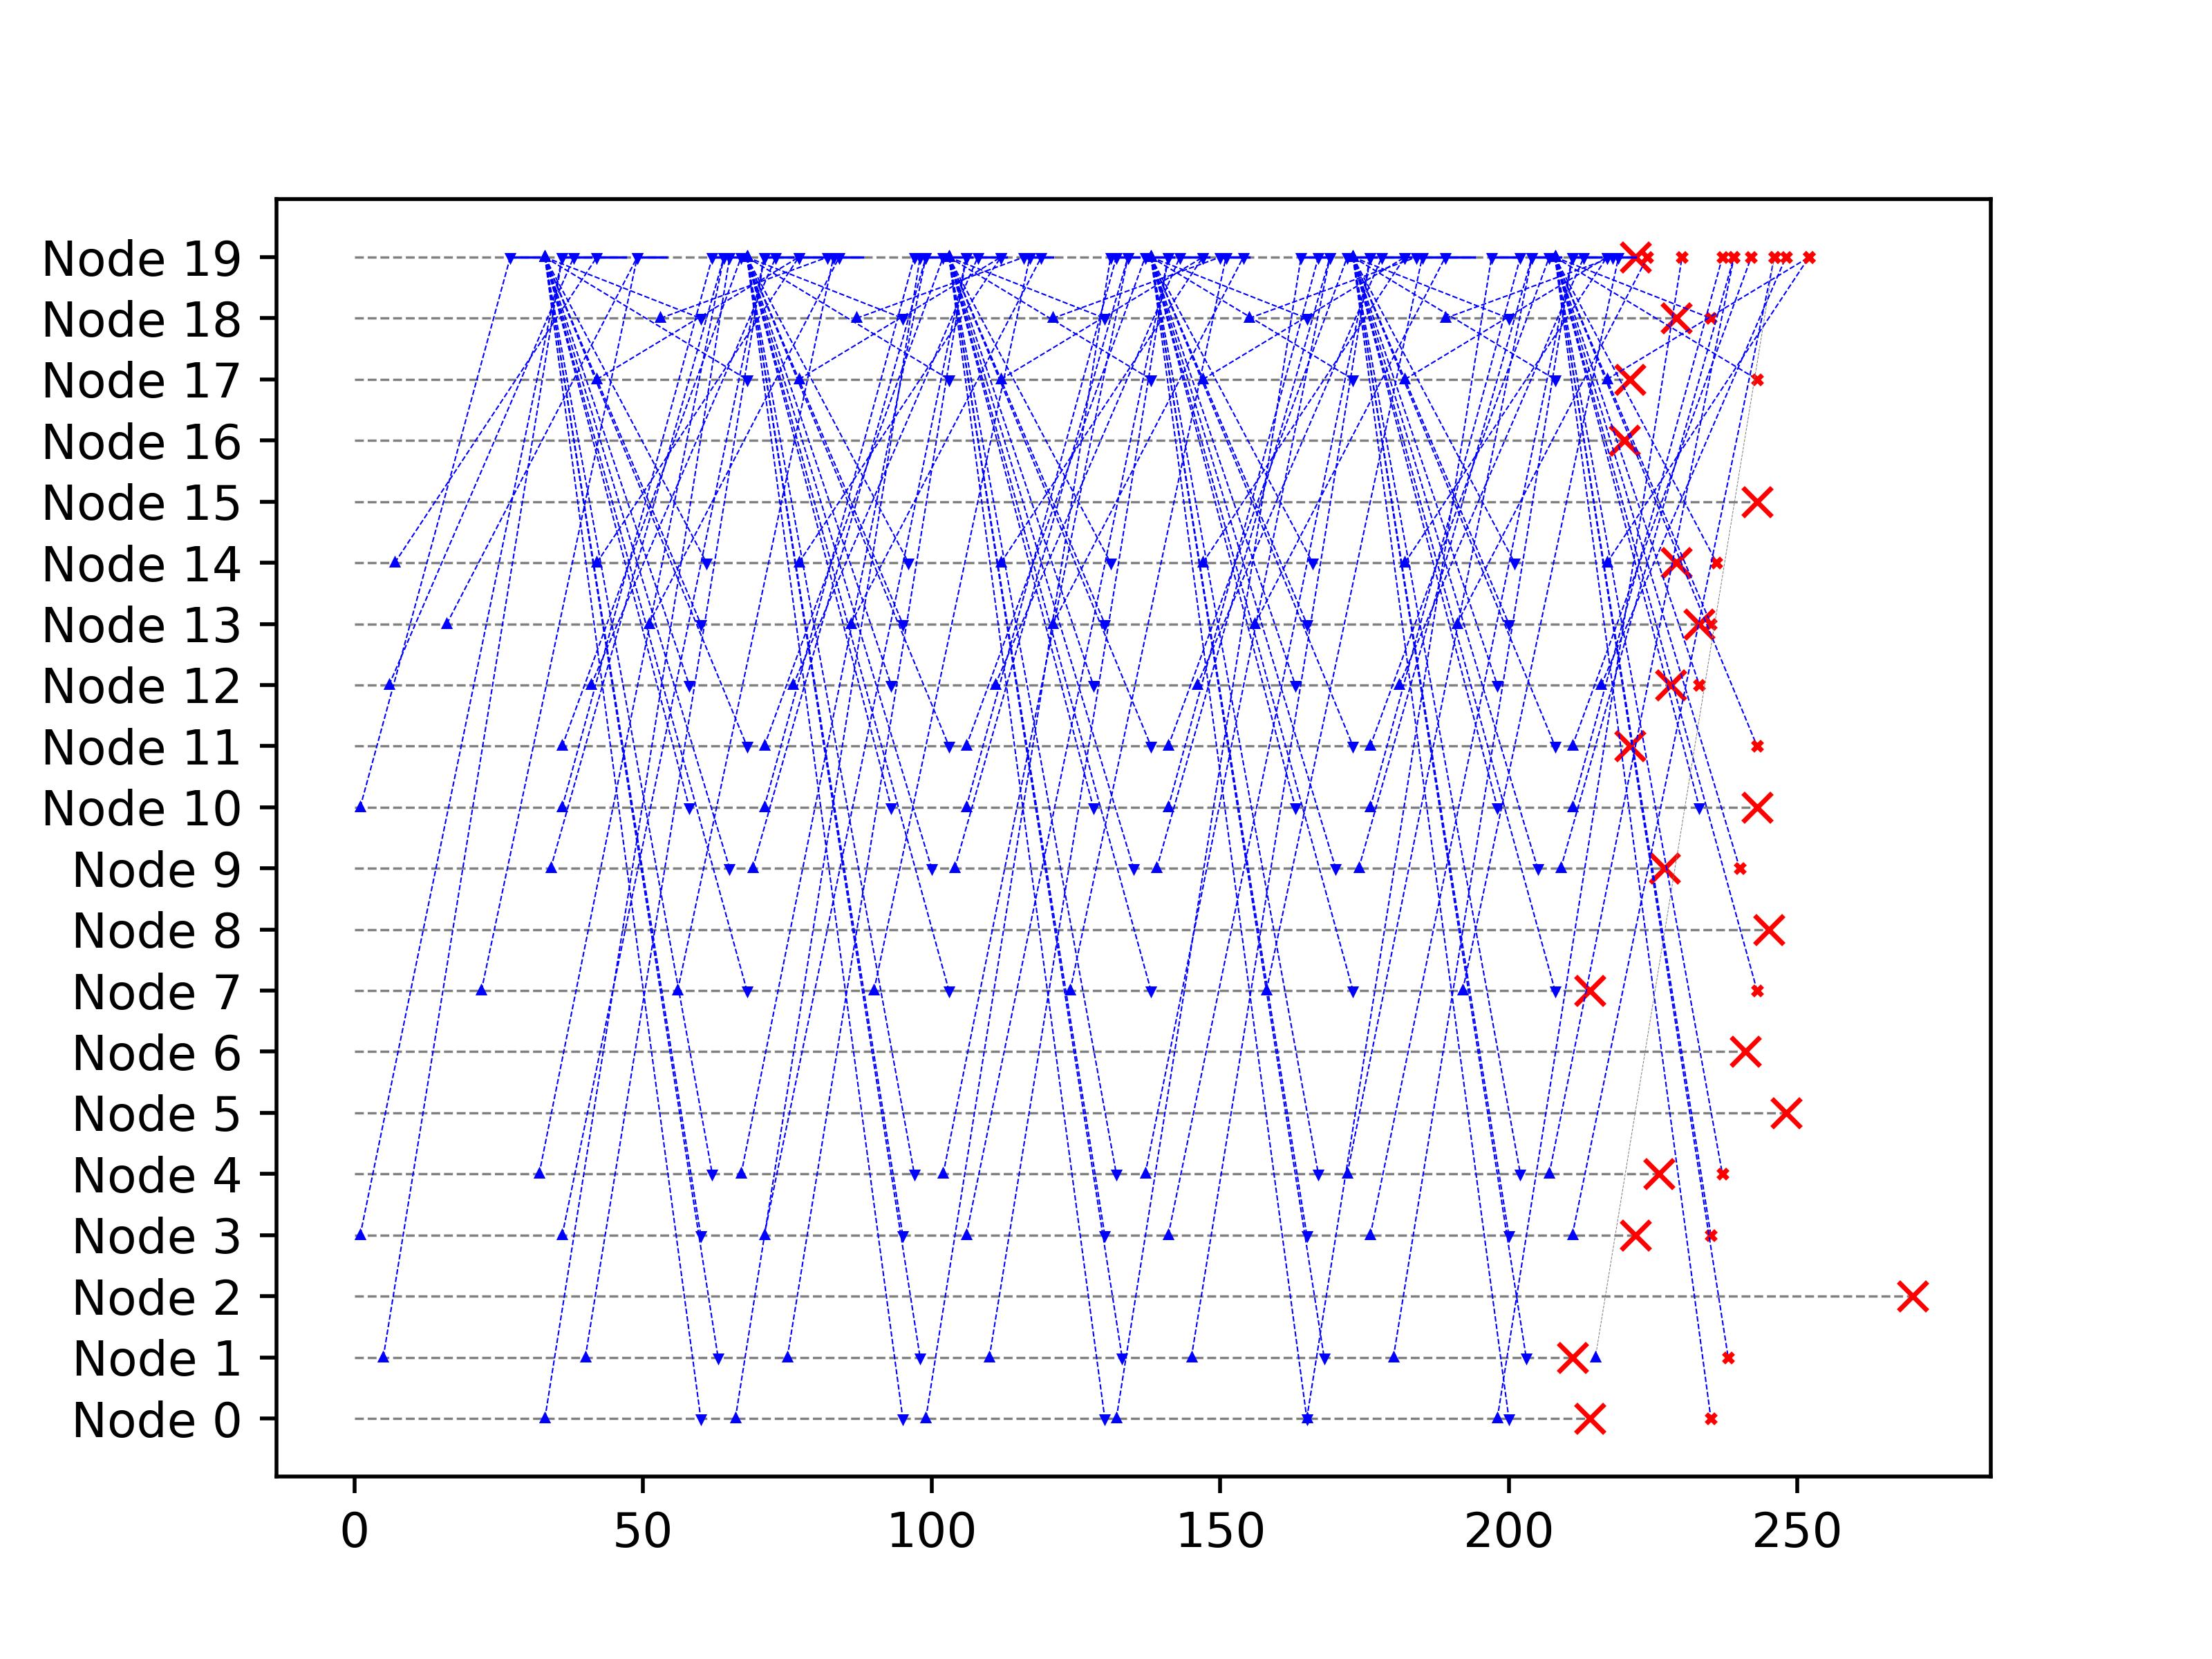 Node 19
Node 18
Node 17
Node 16
Node 15
Node 14
Node 13
Node 12
Node 11
Node 10
Node 9
Node 8
Node 7
Node 6
Node 5
Node 4
Node 3
Node 2
Node 1
Node 0
0 50 100 150 200 250